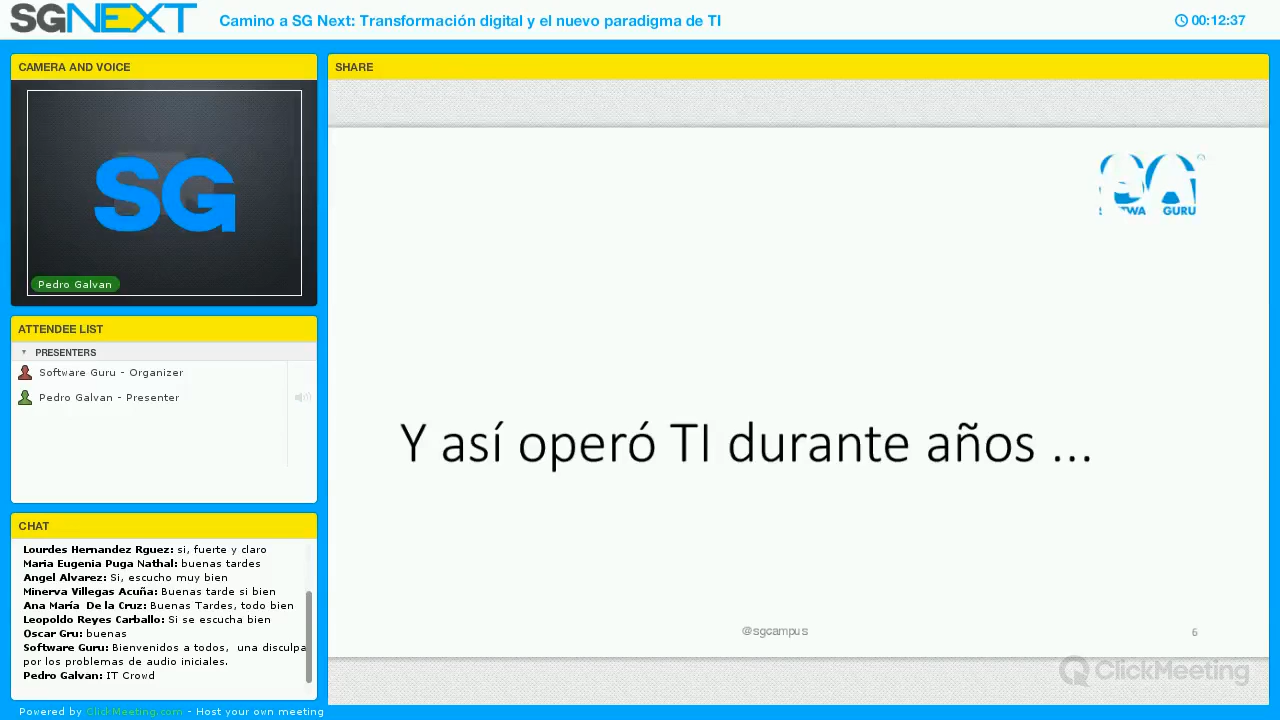 SGNEXT
Camino a SG Next: Transformación digital y el nuevo paradigma de TI
00:12:37
CAMERA AND VOICE
SG
Pedro Galvan
ATTENDEE LIST
PRESENTERS
Software Guru - Organizer
Pedro Galvan - Presenter
CHAT
Lourdes Hernandez Rguez: si, fuerte y claro
Maria Eugenia Puga Nathal: buenas tardes
Angel Alvarez: Si, escucho muy bien
Minerva Villegas Acuña: Buenas tarde si bien
Ana María De la Cruz: Buenas Tardes, todo bien
Leopoldo Reyes Carballo: Si se escucha bien
Oscar Gru: buenas
Software Guru: Bienvenidos a todos, una disculpa
por los problemas de audio iniciales.
Pedro Galvan: IT Crowd
Powered by ClickMeeting.com - Host your own meeting
SHARE
GURU
Y así operó TI durante años ...
@sgcampus
6
ClickMeeting